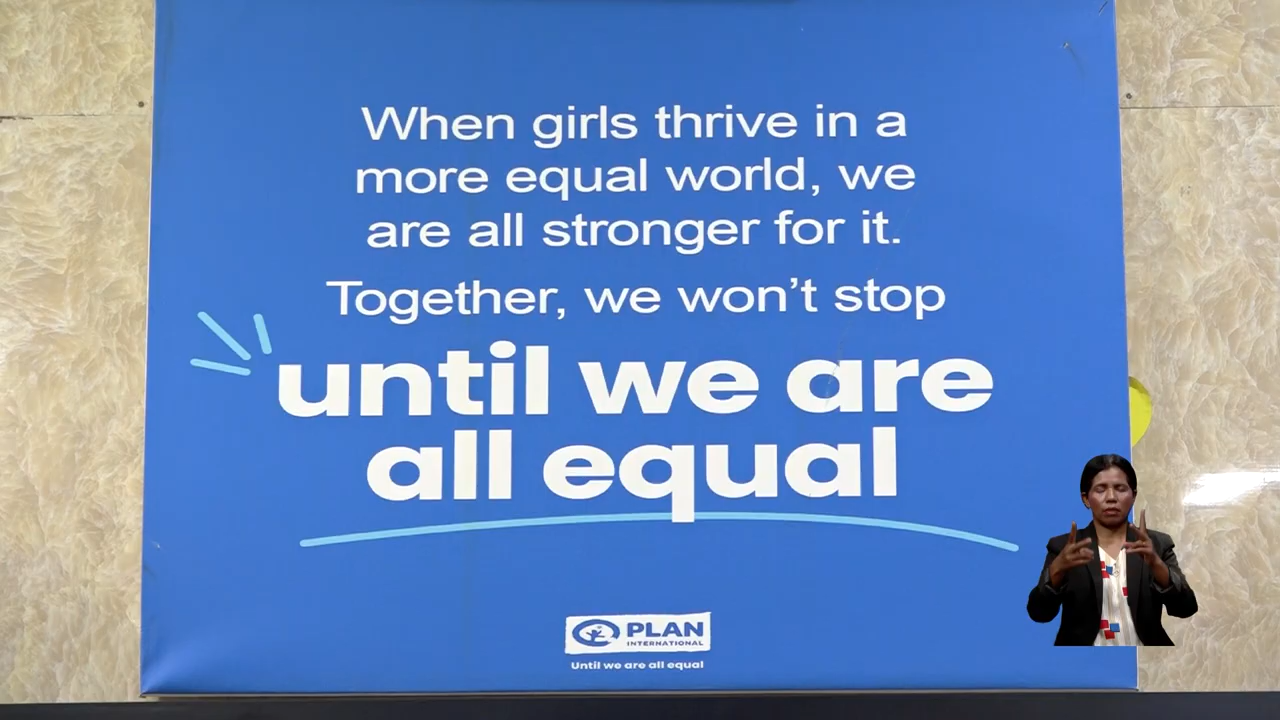 When girls thrive in a
more equal world, we
are all stronger for it.
Together, we won't stop
until we are
all equal
PLAN
INTERNATIONAL
Until we are all equal